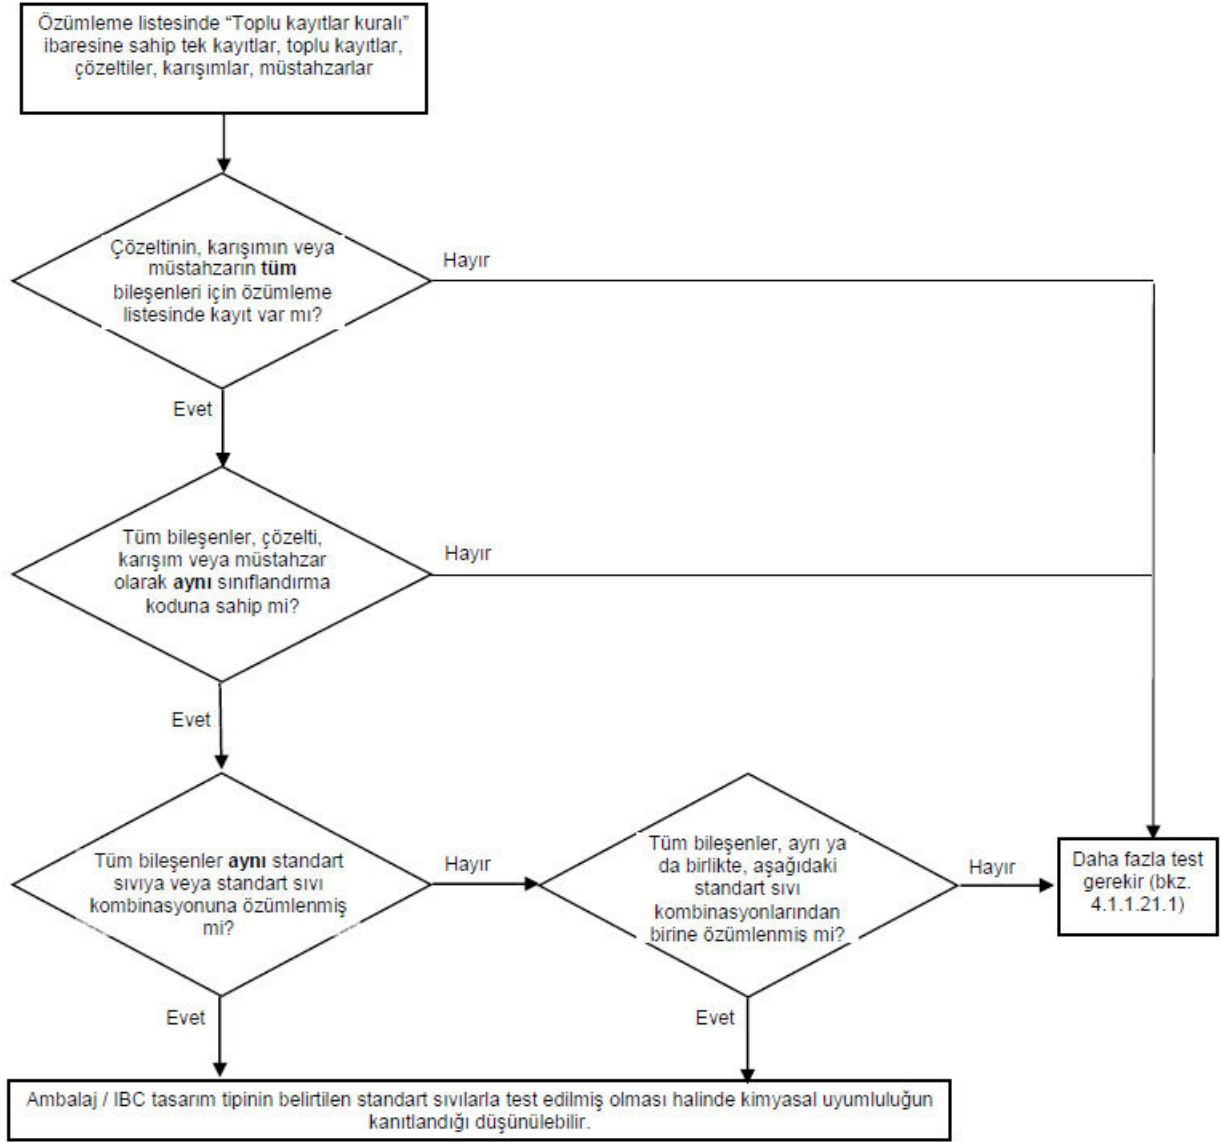 Özümleme listesinde “Toplu kayıtlar kuralı”
ibaresine sahip tek kayıtlar, toplu kayıtlar,
çözeltiler, karışımlar, müstahzarlar
Çözeltinin, karışımın veya
müstahzarın tüm
bileşenleri için özümleme
listesinde kayıt var mı?
Hayır
Evet
Tüm bileşenler, çözelti,
karışım veya müstahzar
olarak aynı sınıflandırma
koduna sahip mi?
Hayır
Evet
Tüm bileşenler aynı standart
sıvıya veya standart sıvı
kombinasyonuna özümlenmiş
mi?
Hayır
Tüm bileşenler, ayrı ya
da birlikte, aşağıdaki
standart sıvı
kombinasyonlarından
birine özümlenmiş mi?
Hayır
Daha fazla test
gerekir (bkz.
4.1.1.21.1)
Evet
Evet
Ambalaj / IBC tasarım tipinin belirtilen standart sıvılarla test edilmiş olması halinde kimyasal uyumluluğun
kanıtlandığı düşünülebilir.